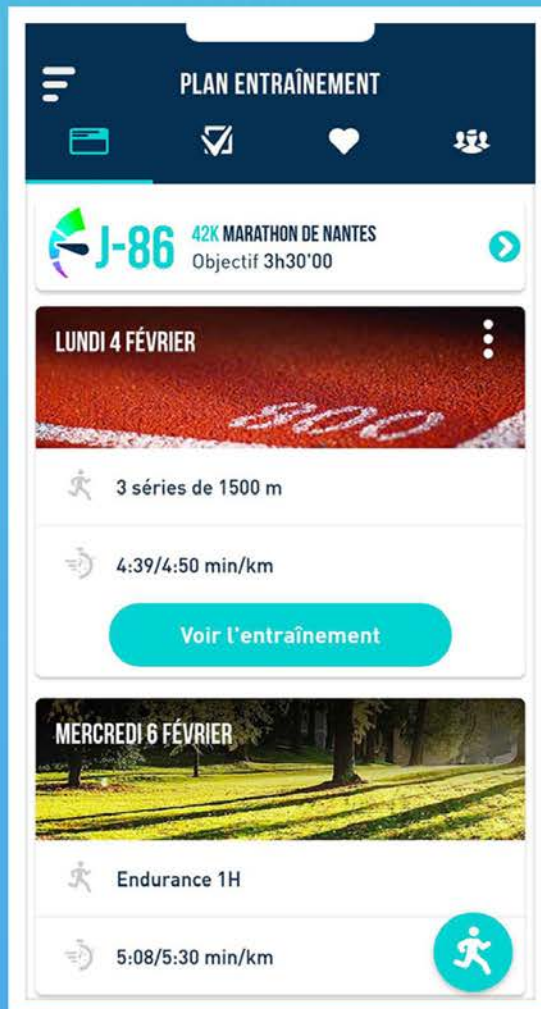 PLAN ENTRAÎNEMENT
J-86
42K MARATHON DE NANTES
Objectif 3h30'00
LUNDI 4 FÉVRIER
800
3 séries de 1500 m
4:39/4:50 min/km
Voir l'entraînement
MERCREDI 6 FÉVRIER
Endurance 1H
5:08/5:30 min/km